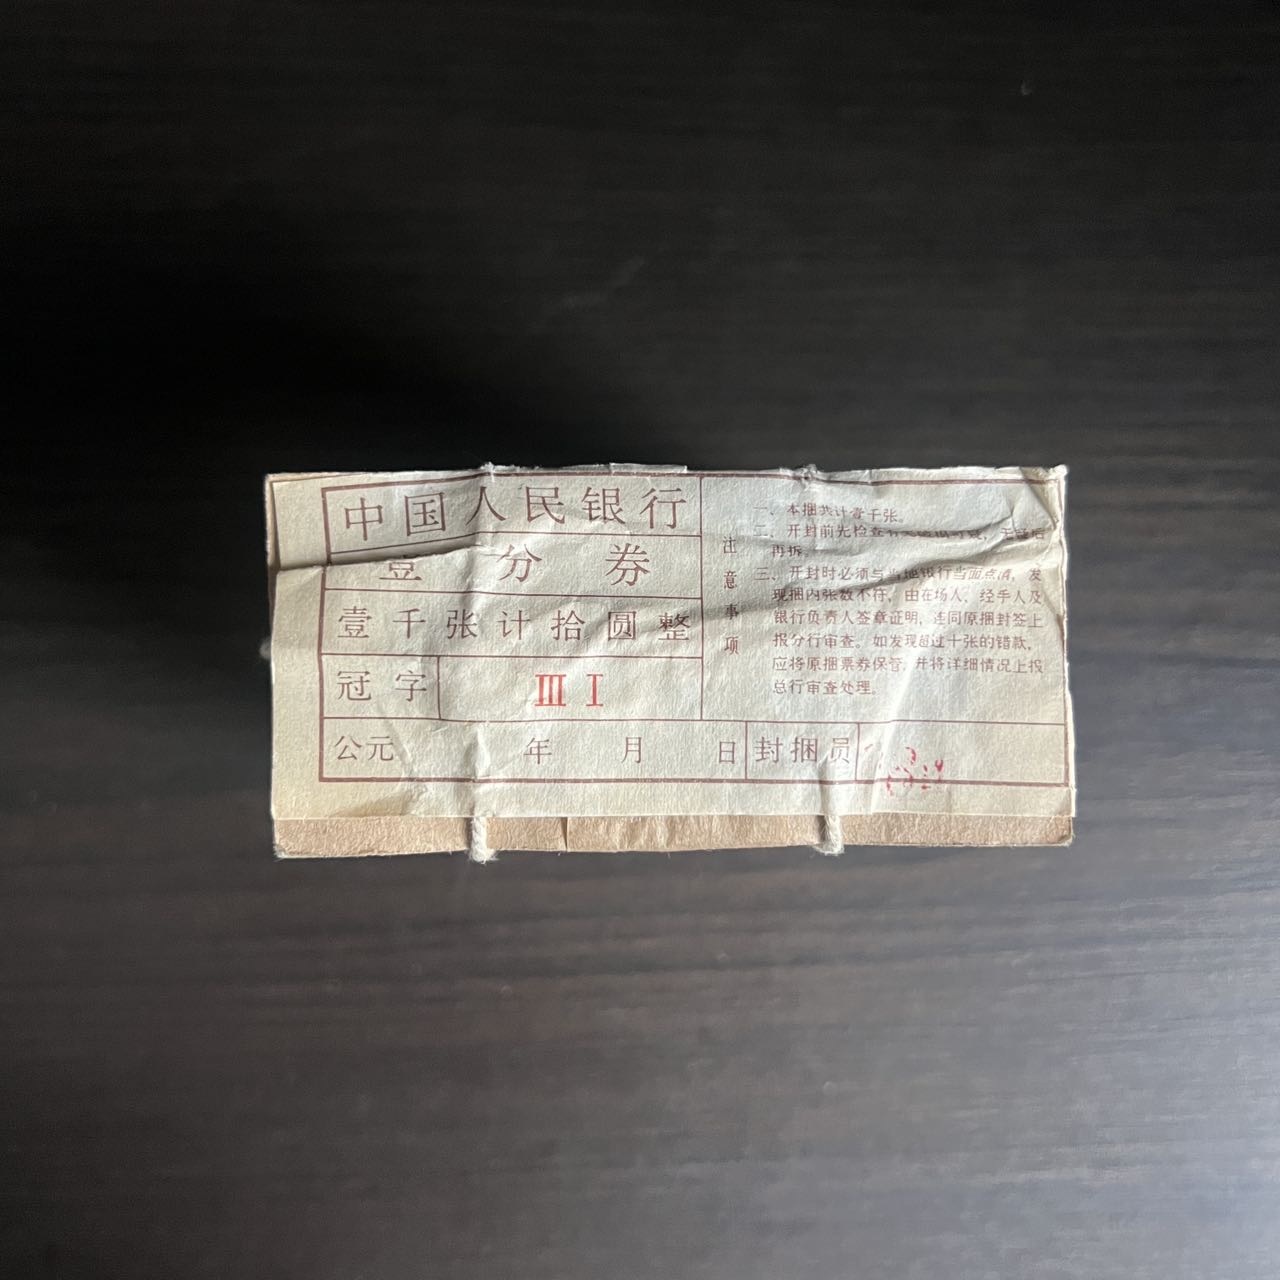 中国人民银行
壹分券
壹千张计拾圆整
冠字 ⅢⅠ
公元 年 月 日 封捆员
注意事项
一、本捆共计壹千张。
二、开封前先检查
再拆。
三、开封时必须与当地银行当面点清，发
现捆内张数不符，由在场人、经手人及
银行负责人签章证明，连同原捆封签上
报分行审查。如发现超过十张的错款，
应将原捆票券保管，并将详细情况上报
总行审查处理。